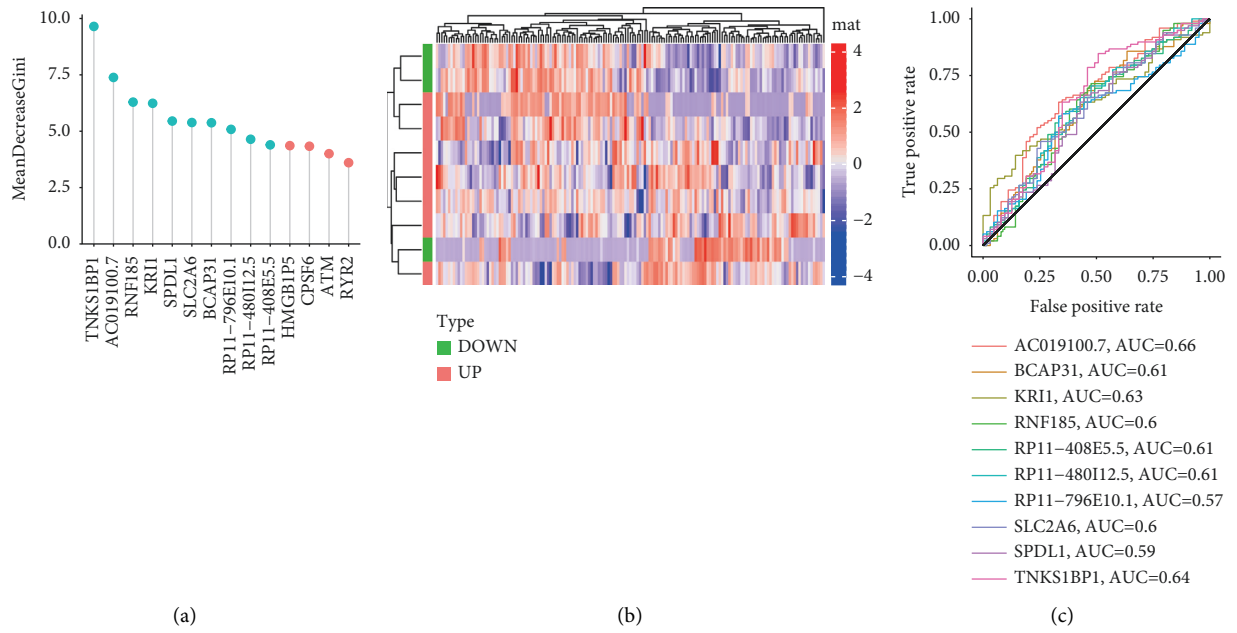 10.0
7.5
5.0
2.5
0.0
MeanDecreaseGini
TNKS1BP1
AC019100.7
RNF185
KRI1
SPDL1
SLC2A6
BCAP31
RP11−796E10.1
RP11−480I12.5
RP11−408E5.5
HMGB1P5
CPSF6
ATM
RYR2
(a)
mat
4
2
0
−2
−4
Type
DOWN
UP
(b)
1.00
0.75
0.50
0.25
0.00
True positive rate
0.00 0.25 0.50 0.75 1.00
False positive rate
AC019100.7, AUC=0.66
BCAP31, AUC=0.61
KRI1, AUC=0.63
RNF185, AUC=0.6
RP11−408E5.5, AUC=0.61
RP11−480I12.5, AUC=0.61
RP11−796E10.1, AUC=0.57
SLC2A6, AUC=0.6
SPDL1, AUC=0.59
TNKS1BP1, AUC=0.64
(c)